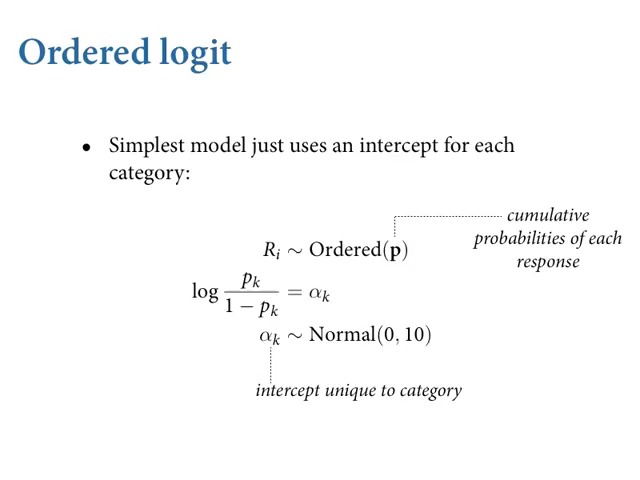 Ordered logit
• Simplest model just uses an intercept for each
category:
cumulative
probabilities of each
response
R_i ∼ Ordered(p)
log p_k / (1 − p_k) = α_k
α_k ∼ Normal(0, 10)
intercept unique to category